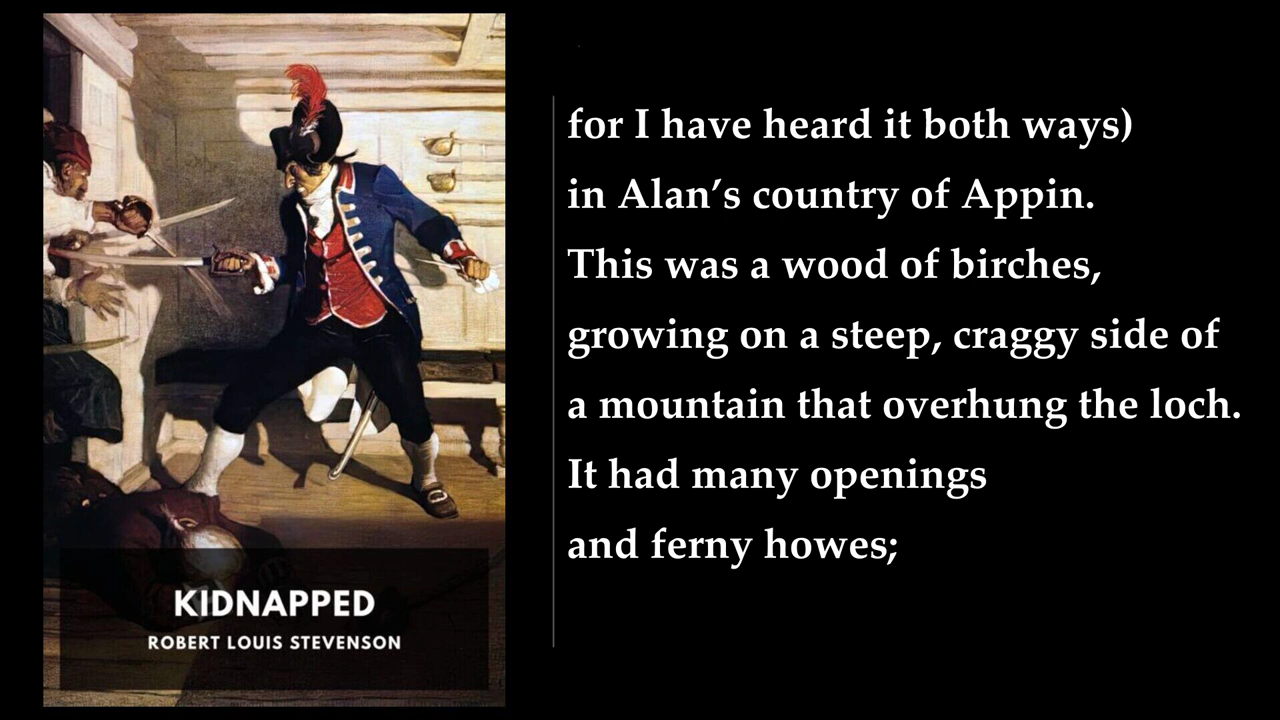 for I have heard it both ways)
in Alan’s country of Appin.
This was a wood of birches,
growing on a steep, craggy side of
a mountain that overhung the loch.
It had many openings
and ferny howes;
KIDNAPPED
ROBERT LOUIS STEVENSON